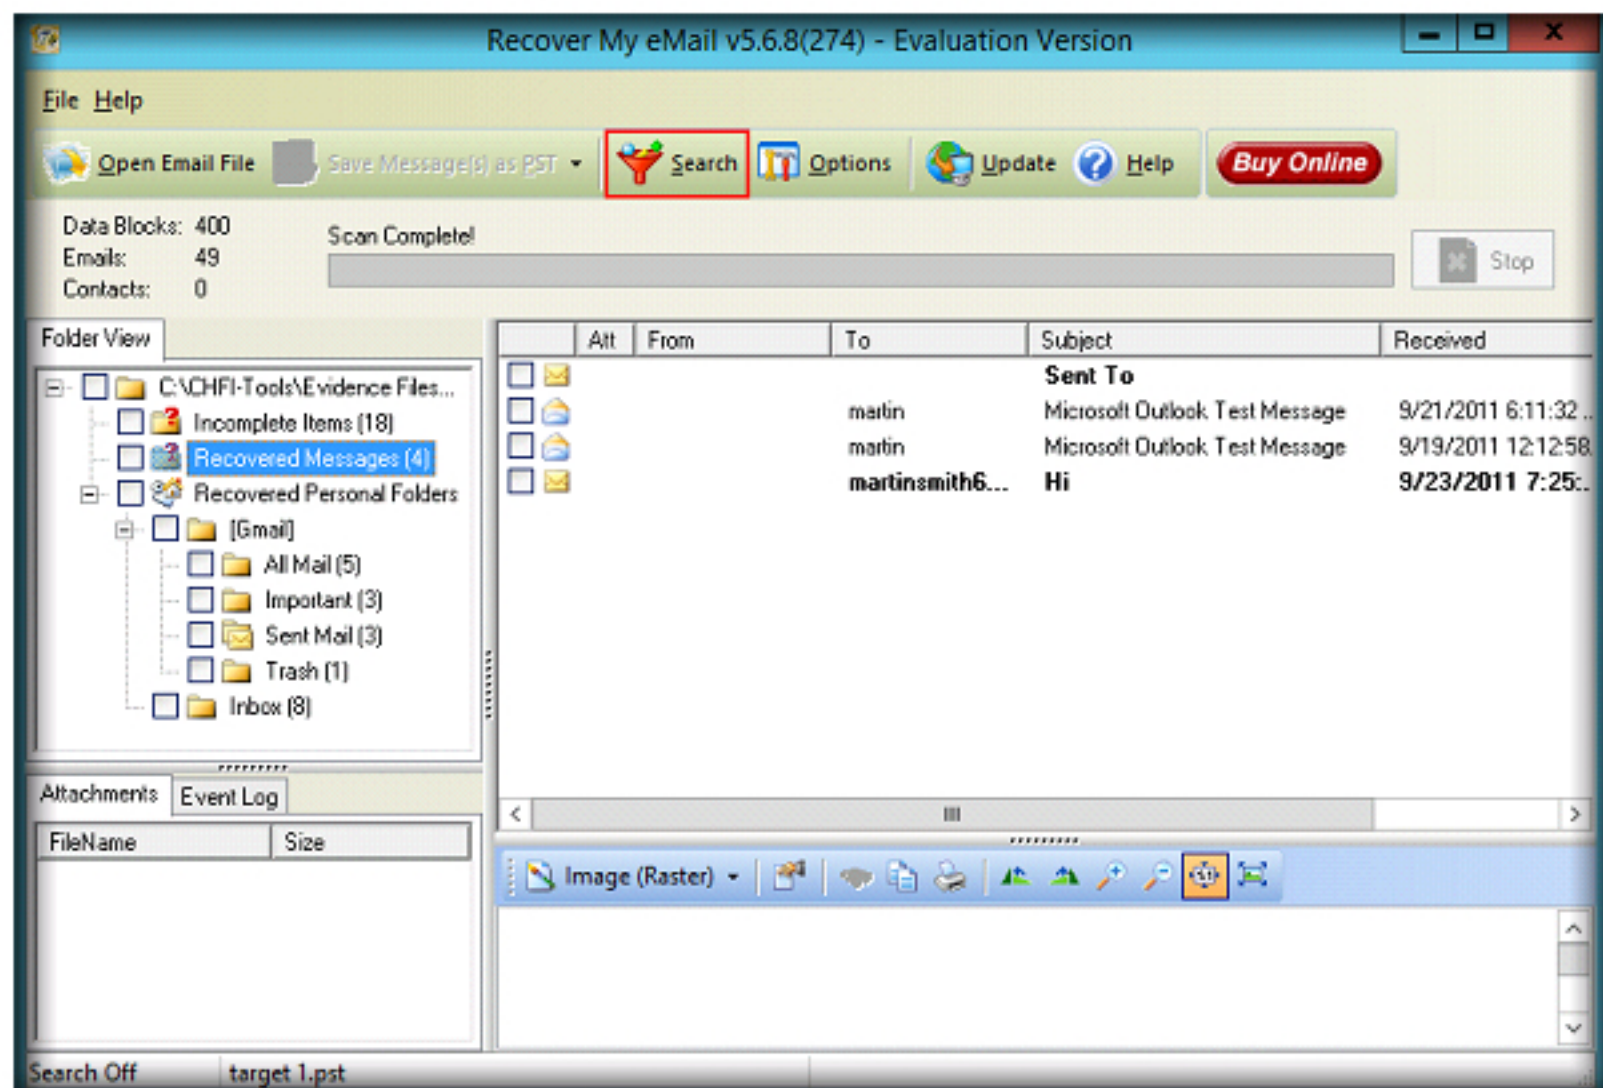 Recover My eMail v5.6.8(274) - Evaluation Version
File Help
Open Email File Save Message(s) as PST Search Options Update Help Buy Online
Data Blocks: 400
Emails: 49
Contacts: 0
Scan Complete!
Stop
Folder View
C:\CHFI-Tools\Evidence Files...
Incomplete Items (18)
Recovered Messages (4)
Recovered Personal Folders
[Gmail]
All Mail (5)
Important (3)
Sent Mail (3)
Trash (1)
Inbox (8)
Att From To Subject Received
Sent To
martin Microsoft Outlook Test Message 9/21/2011 6:11:32 ..
martin Microsoft Outlook Test Message 9/19/2011 12:12:58
martinsmith6... Hi 9/23/2011 7:25:..
Attachments Event Log
FileName Size
Image (Raster)
Search Off target 1.pst